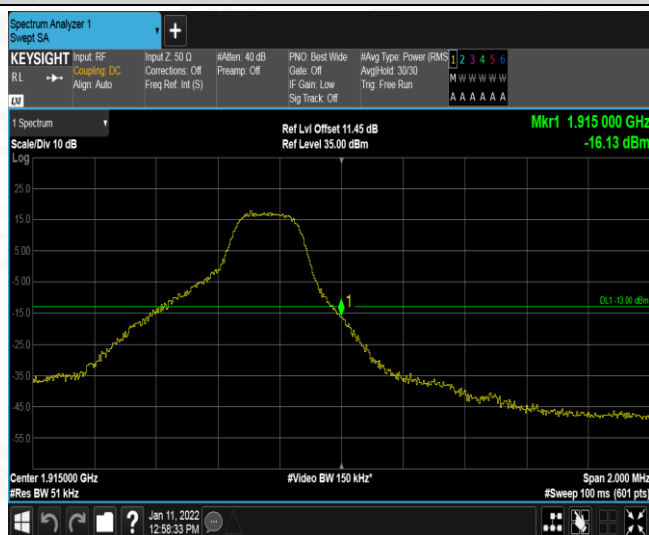 Spectrum Analyzer 1
Swept SA
+
KEYSIGHT
RL
Input: RF
Coupling: DC
Align: Auto
Input Z: 50 Ω
Corrections: Off
Freq Ref: Int (S)
#Atten: 40 dB
Preamp: Off
PNO: Best Wide
Gate: Off
IF Gain: Low
Sig Track: Off
#Avg Type: Power (RMS
Avg|Hold: 30/30
Trig: Free Run
1 2 3 4 5 6
M W W W W W
A A A A A A
1 Spectrum
Scale/Div 10 dB
Ref Lvl Offset 11.45 dB
Ref Level 35.00 dBm
Mkr1 1.915 000 GHz
-16.13 dBm
Log
25.0
15.0
5.00
-5.00
-15.0
-25.0
-35.0
-45.0
-55.0
1
DL1 -13.00 dBm
Center 1.915000 GHz
#Res BW 51 kHz
#Video BW 150 kHz*
Span 2.000 MHz
#Sweep 100 ms (601 pts)
?
Jan 11, 2022
12:58:33 PM